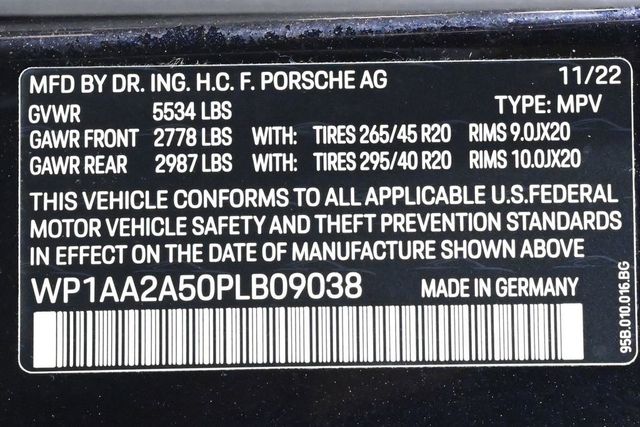 MFD BY DR. ING. H.C. F. PORSCHE AG 11/22
GVWR 5534 LBS TYPE: MPV
GAWR FRONT 2778 LBS WITH: TIRES 265/45 R20 RIMS 9.0JX20
GAWR REAR 2987 LBS WITH: TIRES 295/40 R20 RIMS 10.0JX20
THIS VEHICLE CONFORMS TO ALL APPLICABLE U.S.FEDERAL
MOTOR VEHICLE SAFETY AND THEFT PREVENTION STANDARDS
IN EFFECT ON THE DATE OF MANUFACTURE SHOWN ABOVE
WP1AA2A50PLB09038 MADE IN GERMANY
95B.010.016.BG